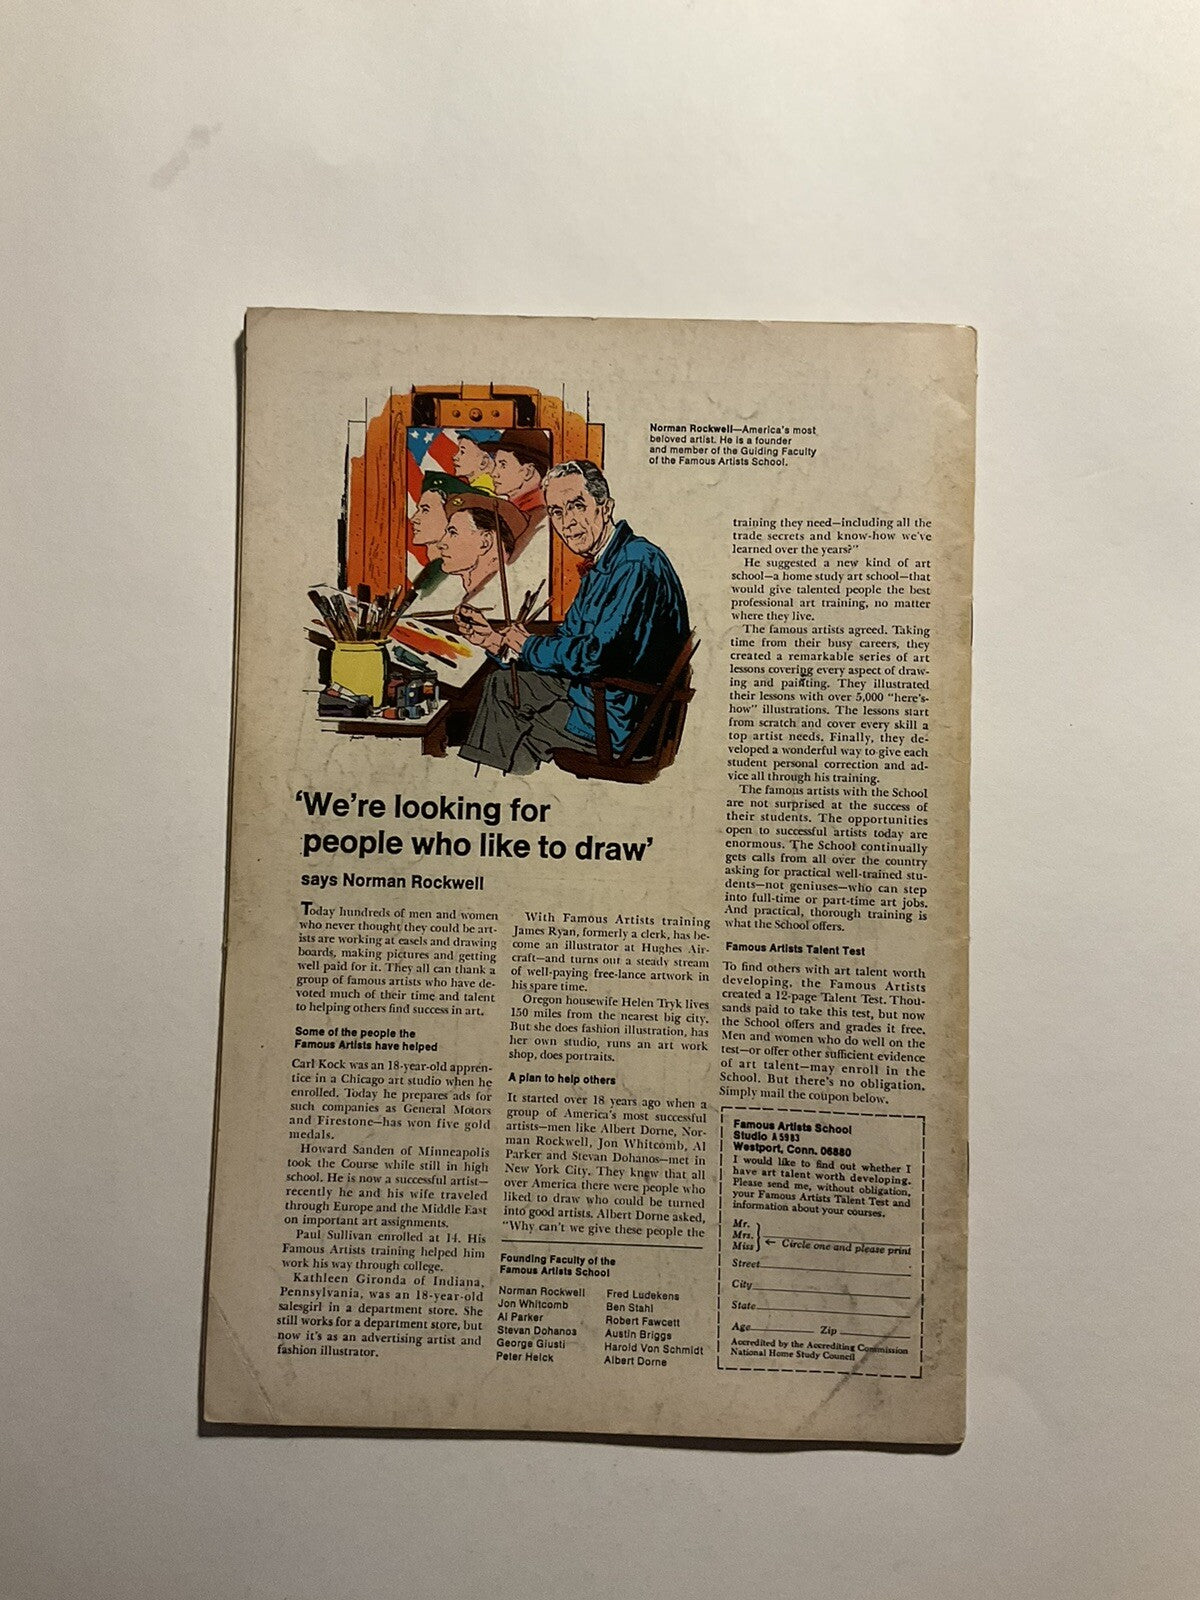 Norman Rockwell—America's most
beloved artist. He is a founder
and member of the Guiding Faculty
of the Famous Artists School.
'We're looking for
people who like to draw'
says Norman Rockwell
Today hundreds of men and women
who never thought they could be art-
ists are working at easels and drawing
boards, making pictures and getting
well paid for it. They all can thank a
group of famous artists who have de-
voted much of their time and talent
to helping others find success in art.
Some of the people the
Famous Artists have helped
Carl Kock was an 18-year-old appren-
tice in a Chicago art studio when he
enrolled. Today he prepares ads for
such companies as General Motors
and Firestone—has won five gold
medals.
Howard Sanden of Minneapolis
took the Course while still in high
school. He is now a successful artist—
recently he and his wife traveled
through Europe and the Middle East
on important art assignments.
Paul Sullivan enrolled at 14. His
Famous Artists training helped him
work his way through college.
Kathleen Gironda of Indiana,
Pennsylvania, was an 18-year-old
salesgirl in a department store. She
still works for a department store, but
now it's as an advertising artist and
fashion illustrator.
With Famous Artists training
James Ryan, formerly a clerk, has be-
come an illustrator at Hughes Air-
craft—and turns out a steady stream
of well-paying free-lance artwork in
his spare time.
Oregon housewife Helen Tryk lives
150 miles from the nearest big city.
But she does fashion illustration, has
her own studio, runs an art work
shop, does portraits.
A plan to help others
It started over 18 years ago when a
group of America's most successful
artists—men like Albert Dorne, Nor-
man Rockwell, Jon Whitcomb, Al
Parker and Stevan Dohanos—met in
New York City. They knew that all
over America there were people who
liked to draw who could be turned
into good artists. Albert Dorne asked,
"Why can't we give these people the
Founding Faculty of the
Famous Artists School
Norman Rockwell
Jon Whitcomb
Al Parker
Stevan Dohanos
George Giusti
Peter Helck
Fred Ludekens
Ben Stahl
Robert Fawcett
Austin Briggs
Harold Von Schmidt
Albert Dorne
training they need—including all the
trade secrets and know-how we've
learned over the years?"
He suggested a new kind of art
school—a home study art school—that
would give talented people the best
professional art training, no matter
where they live.
The famous artists agreed. Taking
time from their busy careers, they
created a remarkable series of art
lessons covering every aspect of draw-
ing and painting. They illustrated
their lessons with over 5,000 "here's-
how" illustrations. The lessons start
from scratch and cover every skill a
top artist needs. Finally, they de-
veloped a wonderful way to give each
student personal correction and ad-
vice all through his training.
The famous artists with the School
are not surprised at the success of
their students. The opportunities
open to successful artists today are
enormous. The School continually
gets calls from all over the country
asking for practical well-trained stu-
dents—not geniuses—who can step
into full-time or part-time art jobs.
And practical, thorough training is
what the School offers.
Famous Artists Talent Test
To find others with art talent worth
developing, the Famous Artists
created a 12-page Talent Test. Thou-
sands paid to take this test, but now
the School offers and grades it free.
Men and women who do well on the
test—or offer other sufficient evidence
of art talent—may enroll in the
School. But there's no obligation.
Simply mail the coupon below.
Famous Artists School
Studio A5983
Westport, Conn. 06880
I would like to find out whether I
have art talent worth developing.
Please send me, without obligation,
your Famous Artists Talent Test and
information about your courses.
Mr.
Mrs.
Miss ← Circle one and please print
Street
City
State
Age Zip
Accredited by the Accrediting Commission
National Home Study Council